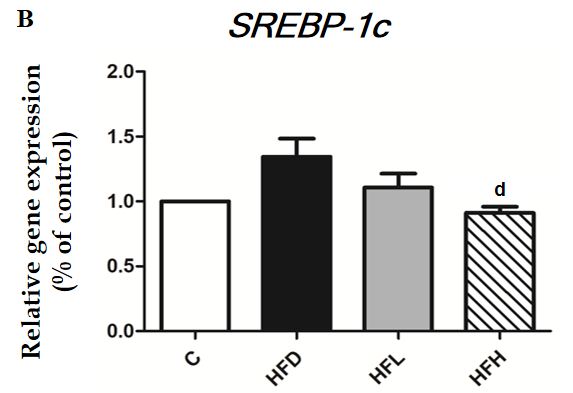 B
SREBP-1c
Relative gene expression
(% of control)
2.0
1.5
1.0
0.5
0.0
d
C
HFD
HFL
HFH